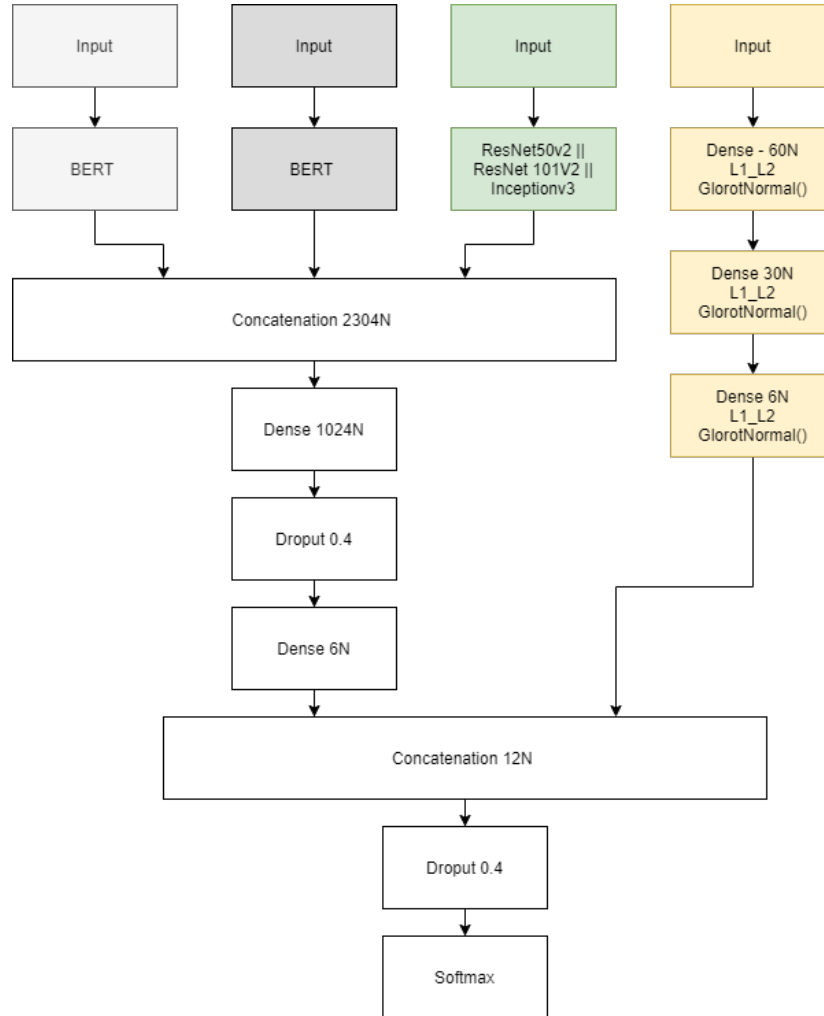 Input
Input
Input
Input
BERT
BERT
ResNet50v2 ||
ResNet 101V2 ||
Inceptionv3
Dense - 60N
L1_L2
GlorotNormal()
Dense 30N
L1_L2
GlorotNormal()
Concatenation 2304N
Dense 6N
L1_L2
GlorotNormal()
Dense 1024N
Droput 0.4
Dense 6N
Concatenation 12N
Droput 0.4
Softmax